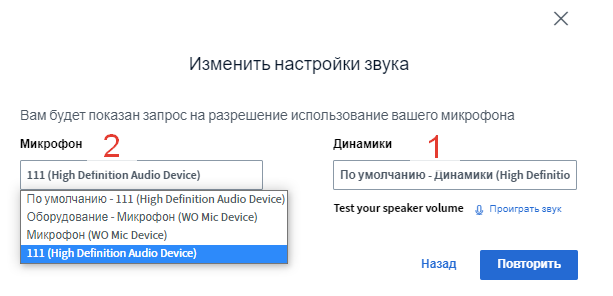 Изменить настройки звука
Вам будет показан запрос на разрешение использование вашего микрофона
Микрофон 2
Динамики 1
111 (High Definition Audio Device)
По умолчанию - Динамики (High Definitio
По умолчанию - 111 (High Definition Audio Device)
Оборудование - Микрофон (WO Mic Device)
Микрофон (WO Mic Device)
111 (High Definition Audio Device)
Test your speaker volume Проиграть звук
Назад
Повторить